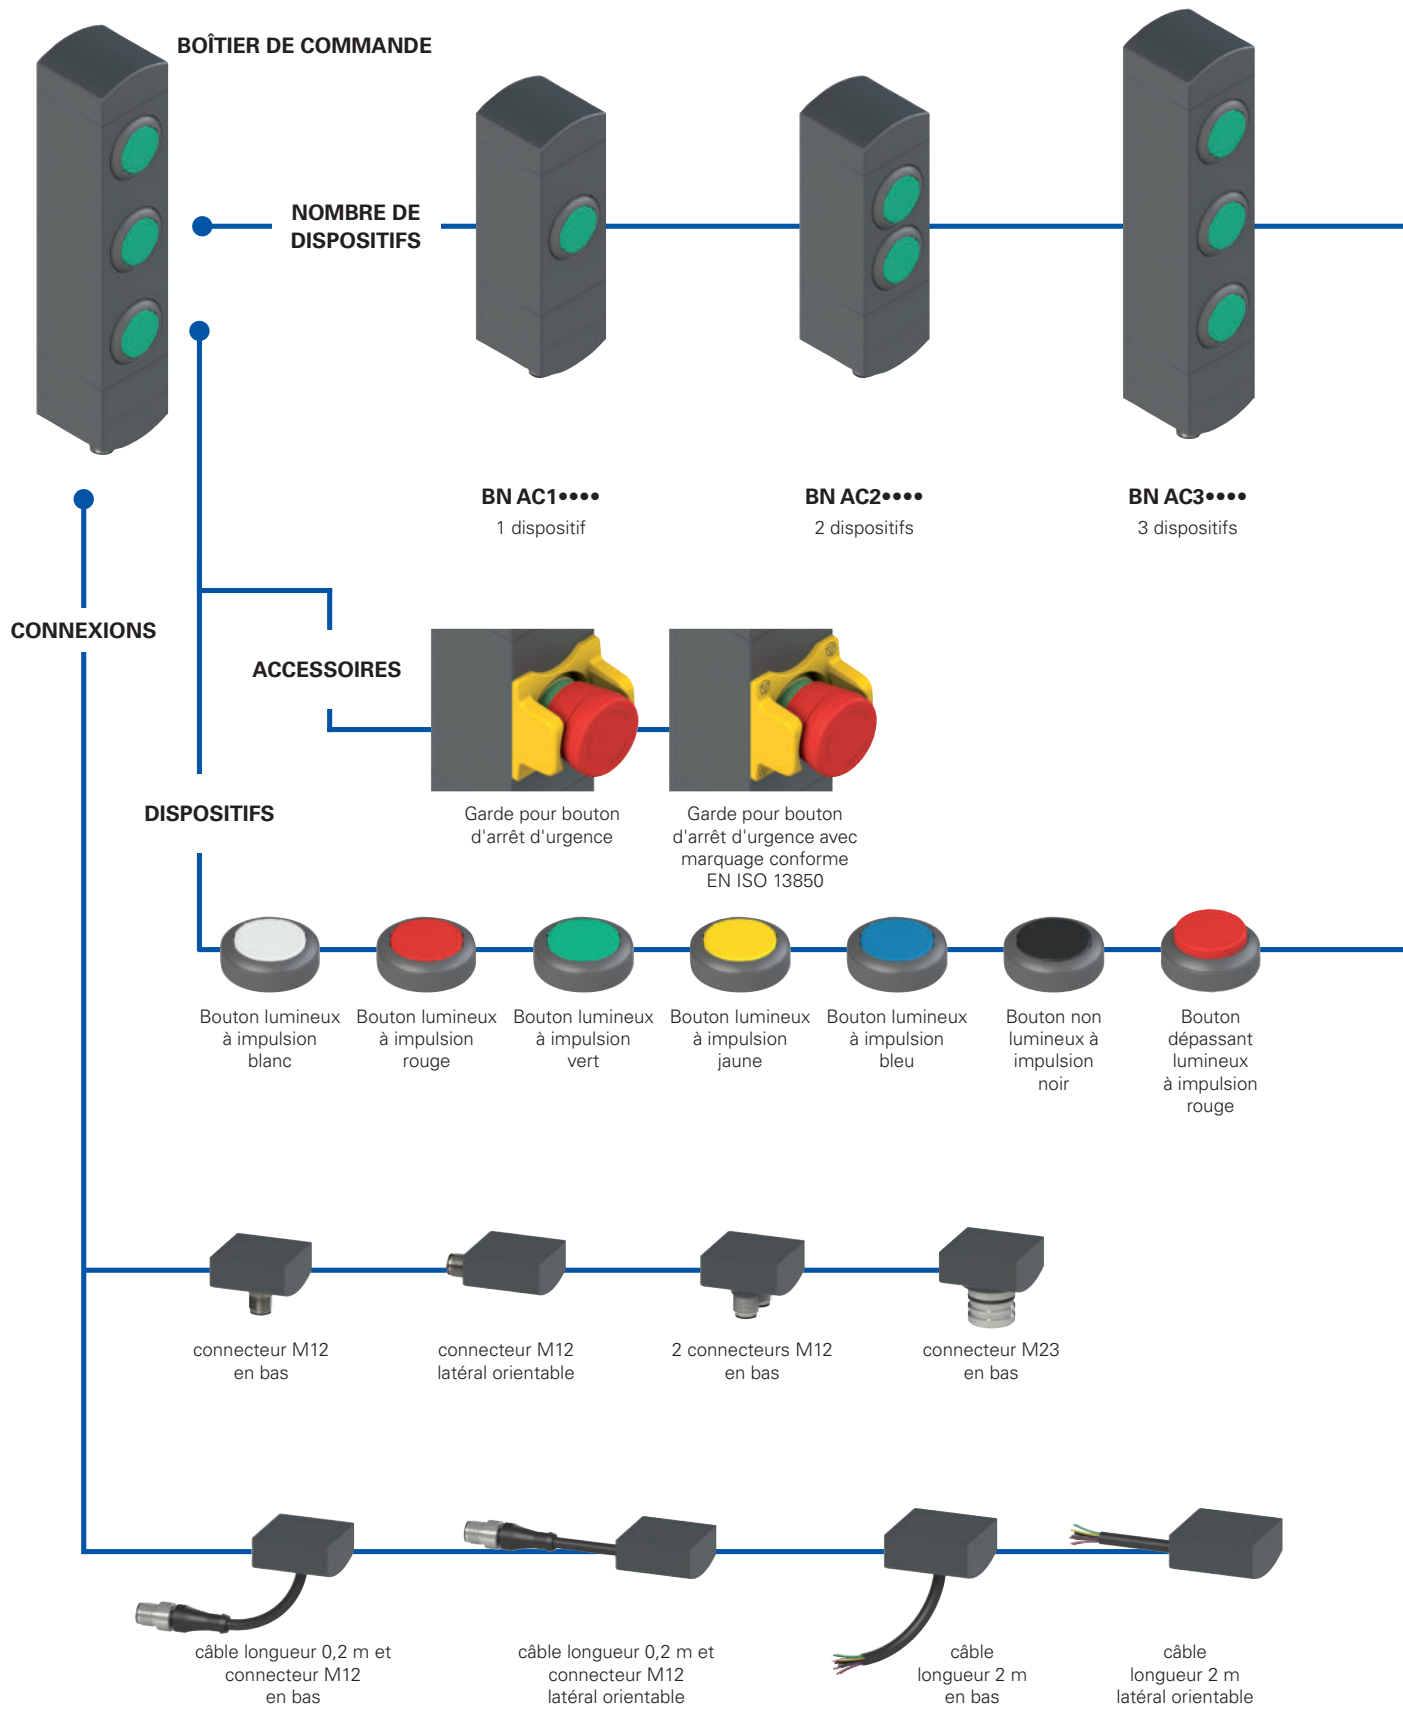 BOÎTIER DE COMMANDE
NOMBRE DE
DISPOSITIFS
BN AC1••••
1 dispositif
BN AC2••••
2 dispositifs
BN AC3••••
3 dispositifs
CONNEXIONS
ACCESSOIRES
Garde pour bouton
d'arrêt d'urgence
Garde pour bouton
d'arrêt d'urgence avec
marquage conforme
EN ISO 13850
DISPOSITIFS
Bouton lumineux
à impulsion
blanc
Bouton lumineux
à impulsion
rouge
Bouton lumineux
à impulsion
vert
Bouton lumineux
à impulsion
jaune
Bouton lumineux
à impulsion
bleu
Bouton non
lumineux à
impulsion
noir
Bouton
dépassant
lumineux
à impulsion
rouge
connecteur M12
en bas
connecteur M12
latéral orientable
2 connecteurs M12
en bas
connecteur M23
en bas
câble longueur 0,2 m et
connecteur M12
en bas
câble longueur 0,2 m et
connecteur M12
latéral orientable
câble
longueur 2 m
en bas
câble
longueur 2 m
latéral orientable